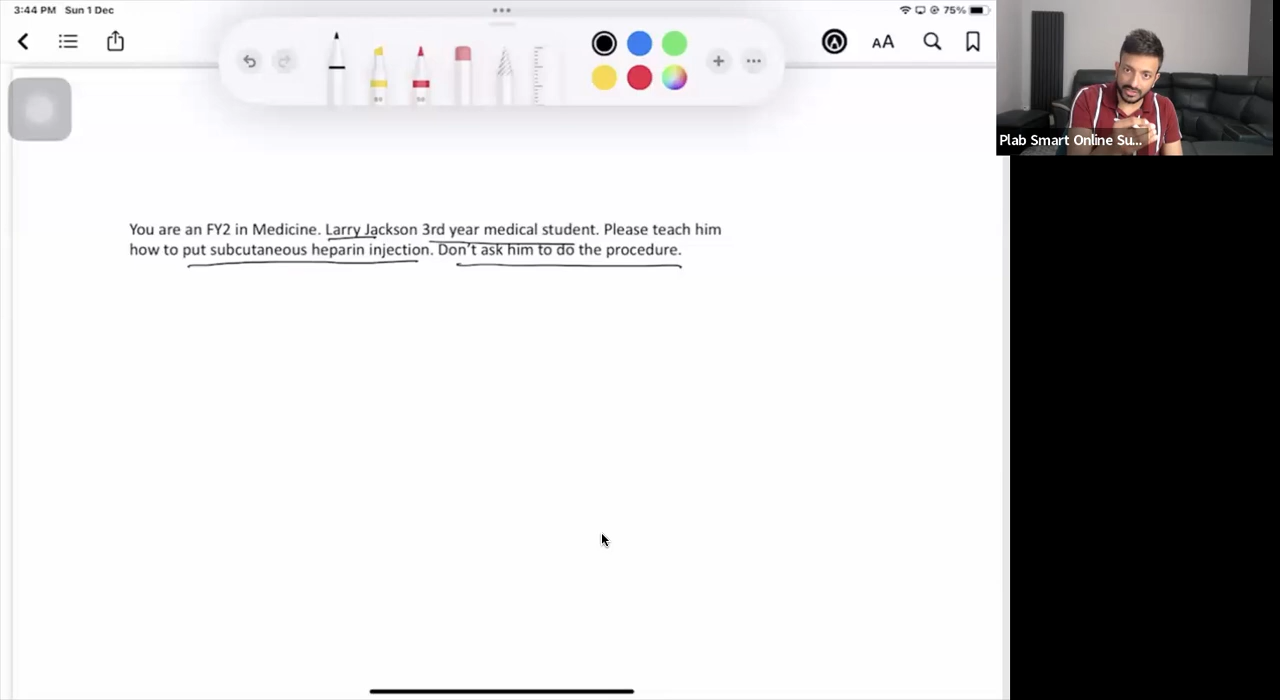 3:44 PM Sun 1 Dec
75%
AA
Plab Smart Online Su...
You are an FY2 in Medicine. Larry Jackson 3rd year medical student. Please teach him
how to put subcutaneous heparin injection. Don't ask him to do the procedure.